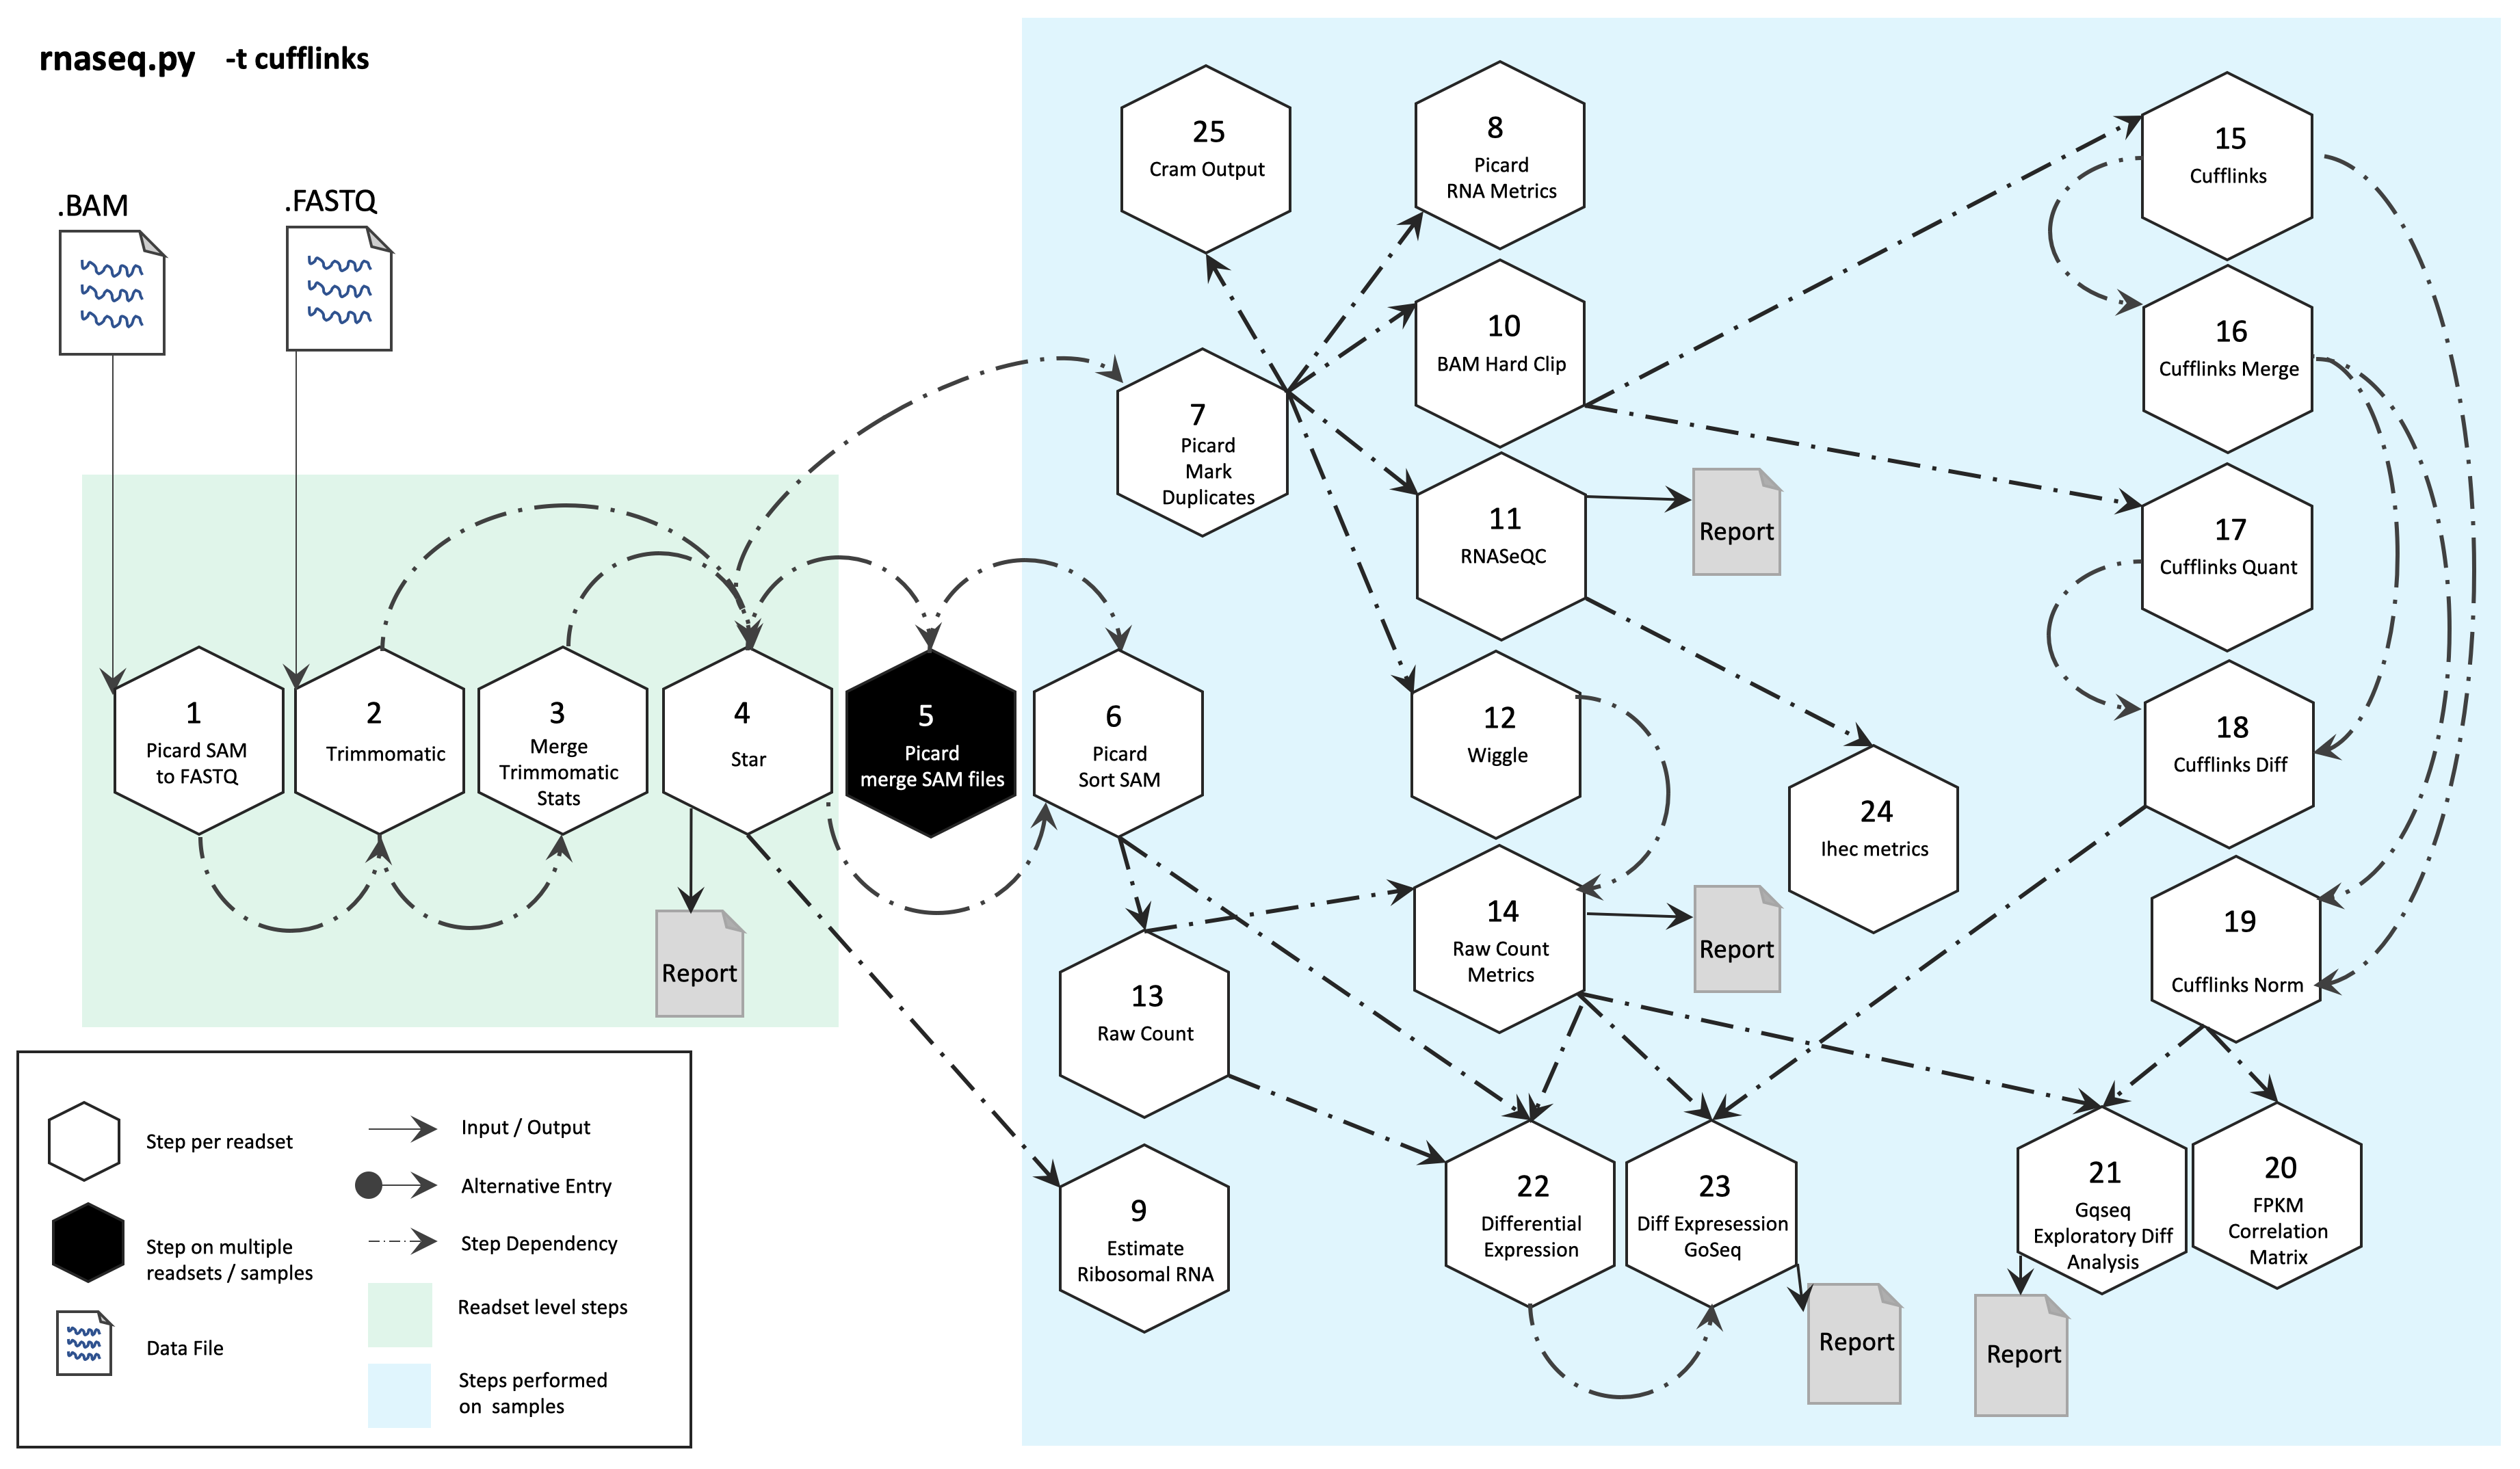 rnaseq.py -t cufflinks
.BAM
.FASTQ
1
Picard SAM
to FASTQ
2
Trimmomatic
3
Merge
Trimmomatic
Stats
4
Star
Report
5
Picard
merge SAM files
6
Picard
Sort SAM
25
Cram Output
8
Picard
RNA Metrics
7
Picard
Mark
Duplicates
10
BAM Hard Clip
11
RNASeQC
Report
12
Wiggle
24
Ihec metrics
13
Raw Count
14
Raw Count
Metrics
Report
9
Estimate
Ribosomal RNA
15
Cufflinks
16
Cufflinks Merge
17
Cufflinks Quant
18
Cufflinks Diff
19
Cufflinks Norm
22
Differential
Expression
23
Diff Expresession
GoSeq
Report
21
Gqseq
Exploratory Diff
Analysis
Report
20
FPKM
Correlation
Matrix
Step per readset
Step on multiple
readsets / samples
Data File
Input / Output
Alternative Entry
Step Dependency
Readset level steps
Steps performed
on samples